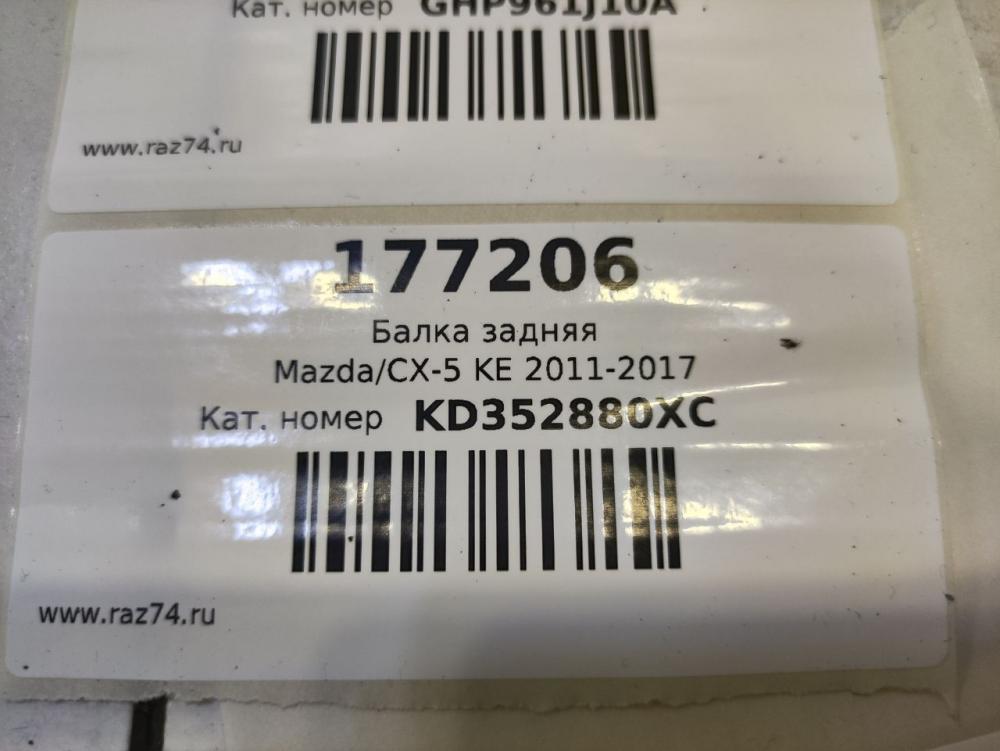 Кат. номер GHP961J10A
www.raz74.ru
177206
Балка задняя
Mazda/CX-5 KE 2011-2017
Кат. номер KD352880XC
www.raz74.ru